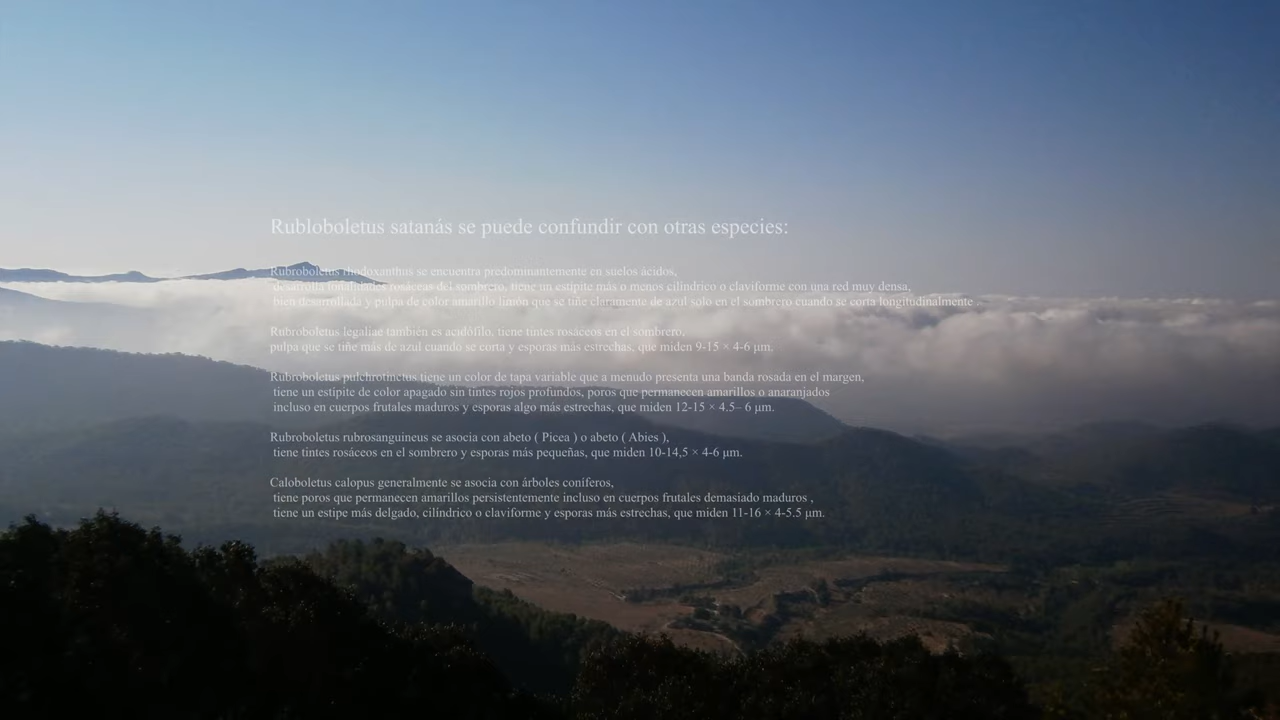 Rubloboletus satanás se puede confundir con otras especies:
Rubroboletus rhodoxanthus se encuentra predominantemente en suelos ácidos,
desarrolla tonalidades rosáceas del sombrero, tiene un estípite más o menos cilíndrico o claviforme con una red muy densa,
bien desarrollada y pulpa de color amarillo limón que se tiñe claramente de azul solo en el sombrero cuando se corta longitudinalmente .
Rubroboletus legaliae también es acidófilo, tiene tintes rosáceos en el sombrero,
pulpa que se tiñe más de azul cuando se corta y esporas más estrechas, que miden 9-15 × 4-6 μm.
Rubroboletus pulchrotinctus tiene un color de tapa variable que a menudo presenta una banda rosada en el margen,
tiene un estípite de color apagado sin tintes rojos profundos, poros que permanecen amarillos o anaranjados
incluso en cuerpos frutales maduros y esporas algo más estrechas, que miden 12-15 × 4.5– 6 μm.
Rubroboletus rubrosanguineus se asocia con abeto ( Picea ) o abeto ( Abies ),
tiene tintes rosáceos en el sombrero y esporas más pequeñas, que miden 10-14,5 × 4-6 μm.
Caloboletus calopus generalmente se asocia con árboles coníferos,
tiene poros que permanecen amarillos persistentemente incluso en cuerpos frutales demasiado maduros ,
tiene un estipe más delgado, cilíndrico o claviforme y esporas más estrechas, que miden 11-16 × 4-5.5 μm.